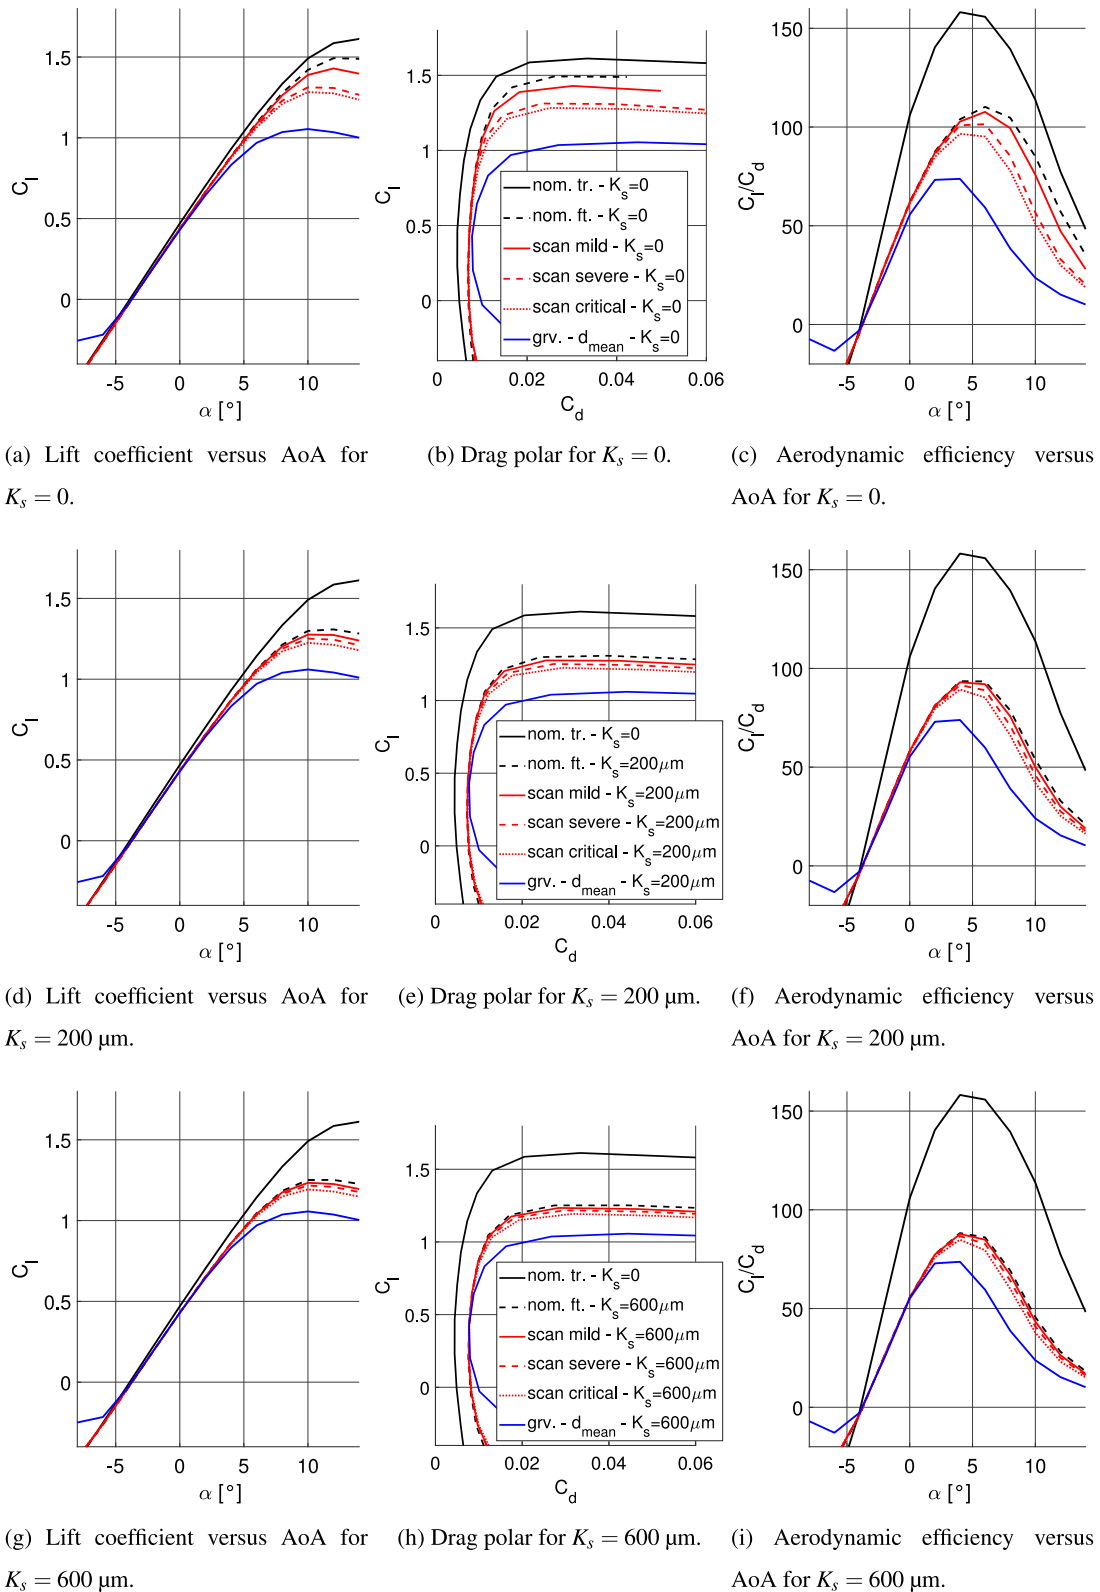 1.5
1
0.5
0
C_l
-5 0 5 10
α [°]
1.5
1
0.5
0
C_l
nom. tr. - K_s=0
nom. ft. - K_s=0
scan mild - K_s=0
scan severe - K_s=0
scan critical - K_s=0
grv. - d_mean - K_s=0
0 0.02 0.04 0.06
C_d
150
100
50
0
C_l/C_d
-5 0 5 10
α [°]
(a) Lift coefficient versus AoA for
K_s = 0.
(b) Drag polar for K_s = 0.
(c) Aerodynamic efficiency versus
AoA for K_s = 0.
1.5
1
0.5
0
C_l
-5 0 5 10
α [°]
1.5
1
0.5
0
C_l
nom. tr. - K_s=0
nom. ft. - K_s=200μm
scan mild - K_s=200μm
scan severe - K_s=200μm
scan critical - K_s=200μm
grv. - d_mean - K_s=200μm
0 0.02 0.04 0.06
C_d
150
100
50
0
C_l/C_d
-5 0 5 10
α [°]
(d) Lift coefficient versus AoA for
K_s = 200 µm.
(e) Drag polar for K_s = 200 µm.
(f) Aerodynamic efficiency versus
AoA for K_s = 200 µm.
1.5
1
0.5
0
C_l
-5 0 5 10
α [°]
1.5
1
0.5
0
C_l
nom. tr. - K_s=0
nom. ft. - K_s=600μm
scan mild - K_s=600μm
scan severe - K_s=600μm
scan critical - K_s=600μm
grv. - d_mean - K_s=600μm
0 0.02 0.04 0.06
C_d
150
100
50
0
C_l/C_d
-5 0 5 10
α [°]
(g) Lift coefficient versus AoA for
K_s = 600 µm.
(h) Drag polar for K_s = 600 µm.
(i) Aerodynamic efficiency versus
AoA for K_s = 600 µm.